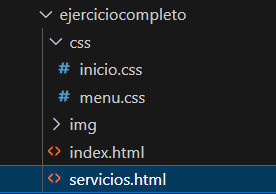 ejerciciocompleto
css
inicio.css
menu.css
img
index.html
servicios.html